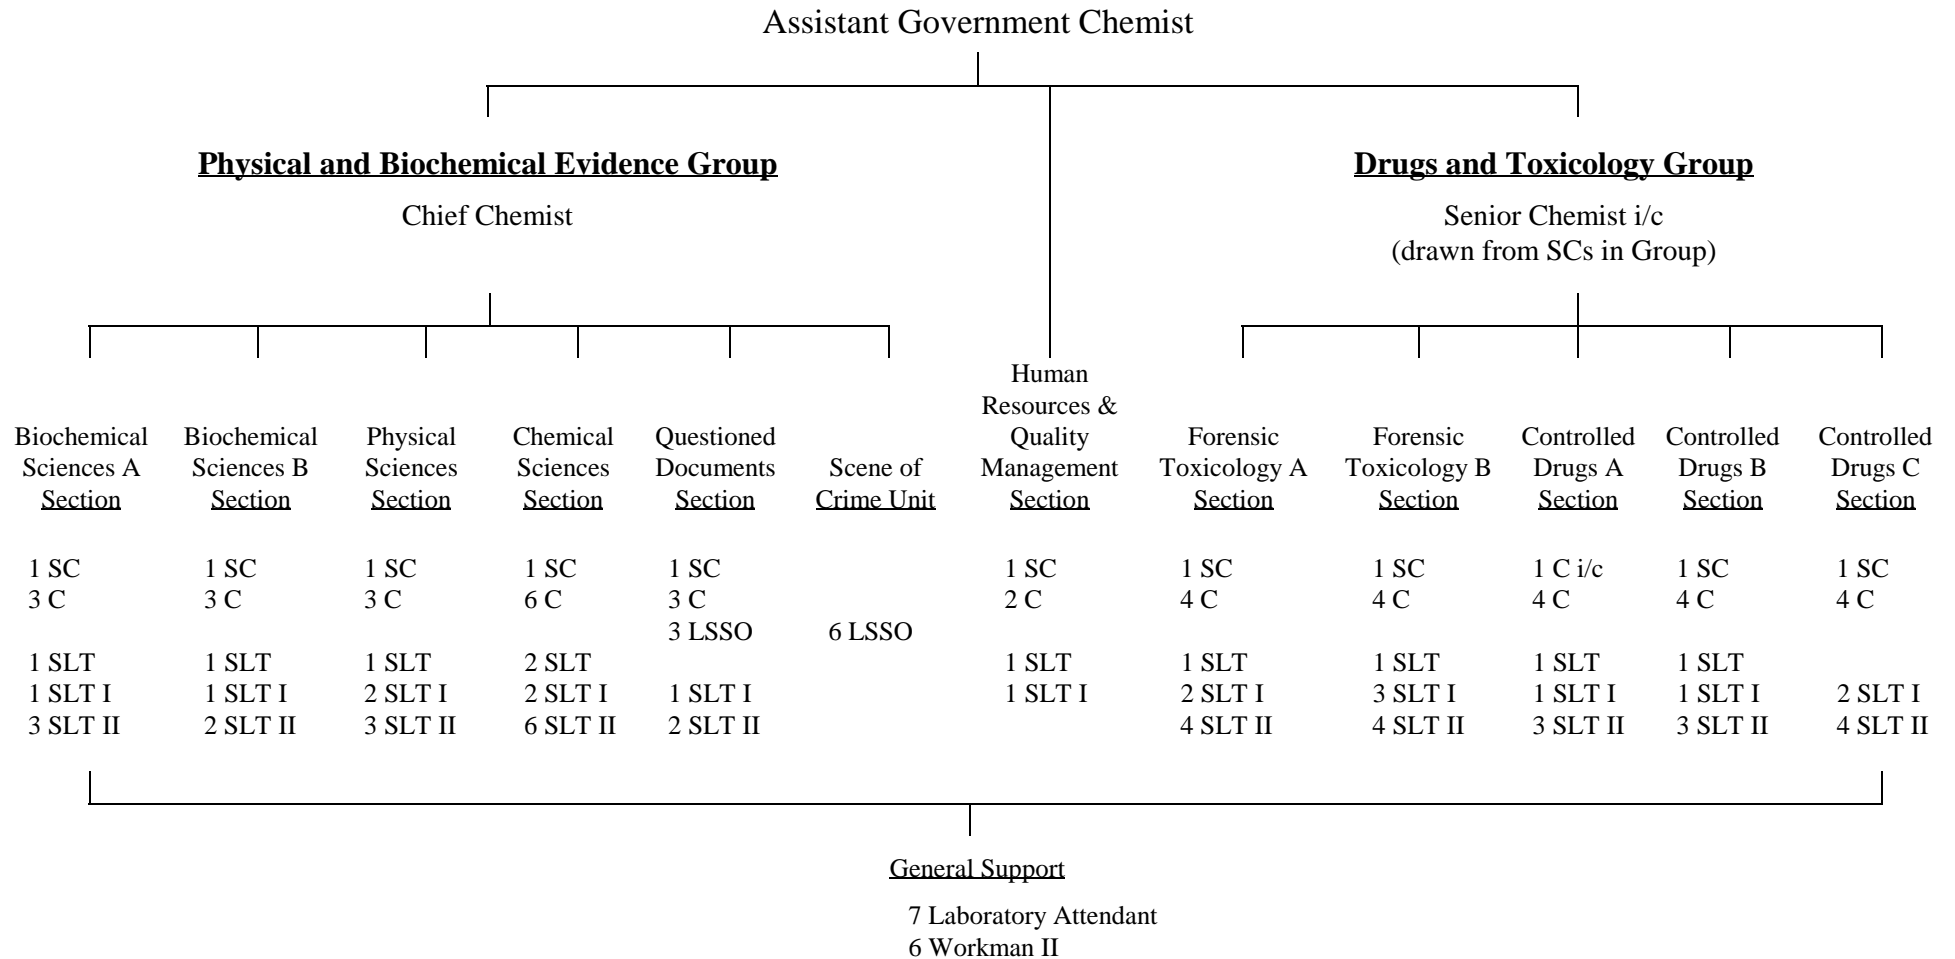 Assistant Government Chemist
Physical and Biochemical Evidence Group
Chief Chemist
Drugs and Toxicology Group
Senior Chemist i/c
(drawn from SCs in Group)
Biochemical
Sciences A
Section
1 SC
3 C
1 SLT
1 SLT I
3 SLT II
Biochemical
Sciences B
Section
1 SC
3 C
1 SLT
1 SLT I
2 SLT II
Physical
Sciences
Section
1 SC
3 C
1 SLT
2 SLT I
3 SLT II
Chemical
Sciences
Section
1 SC
6 C
2 SLT
2 SLT I
6 SLT II
Questioned
Documents
Section
1 SC
3 C
3 LSSO
1 SLT I
2 SLT II
Scene of
Crime Unit
6 LSSO
Human
Resources &
Quality
Management
Section
1 SC
2 C
1 SLT
1 SLT I
Forensic
Toxicology A
Section
1 SC
4 C
1 SLT
2 SLT I
4 SLT II
Forensic
Toxicology B
Section
1 SC
4 C
1 SLT
3 SLT I
4 SLT II
Controlled
Drugs A
Section
1 C i/c
4 C
1 SLT
1 SLT I
3 SLT II
Controlled
Drugs B
Section
1 SC
4 C
1 SLT
1 SLT I
3 SLT II
Controlled
Drugs C
Section
1 SC
4 C
2 SLT I
4 SLT II
General Support
7 Laboratory Attendant
6 Workman II